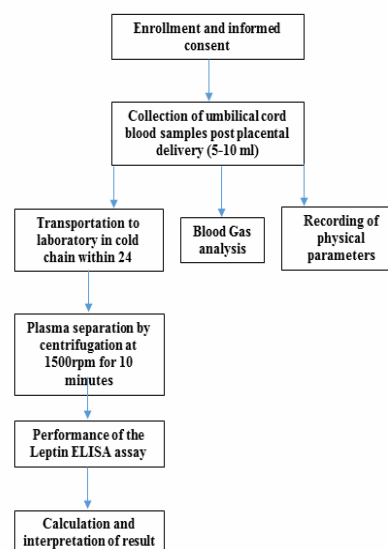 Enrollment and informed
consent
Collection of umbilical cord
blood samples post placental
delivery (5-10 ml)
Transportation to
laboratory in cold
chain within 24
Blood Gas
analysis
Recording of
physical
parameters
Plasma separation by
centrifugation at
1500rpm for 10
minutes
Performance of the
Leptin ELISA assay
Calculation and
interpretation of result